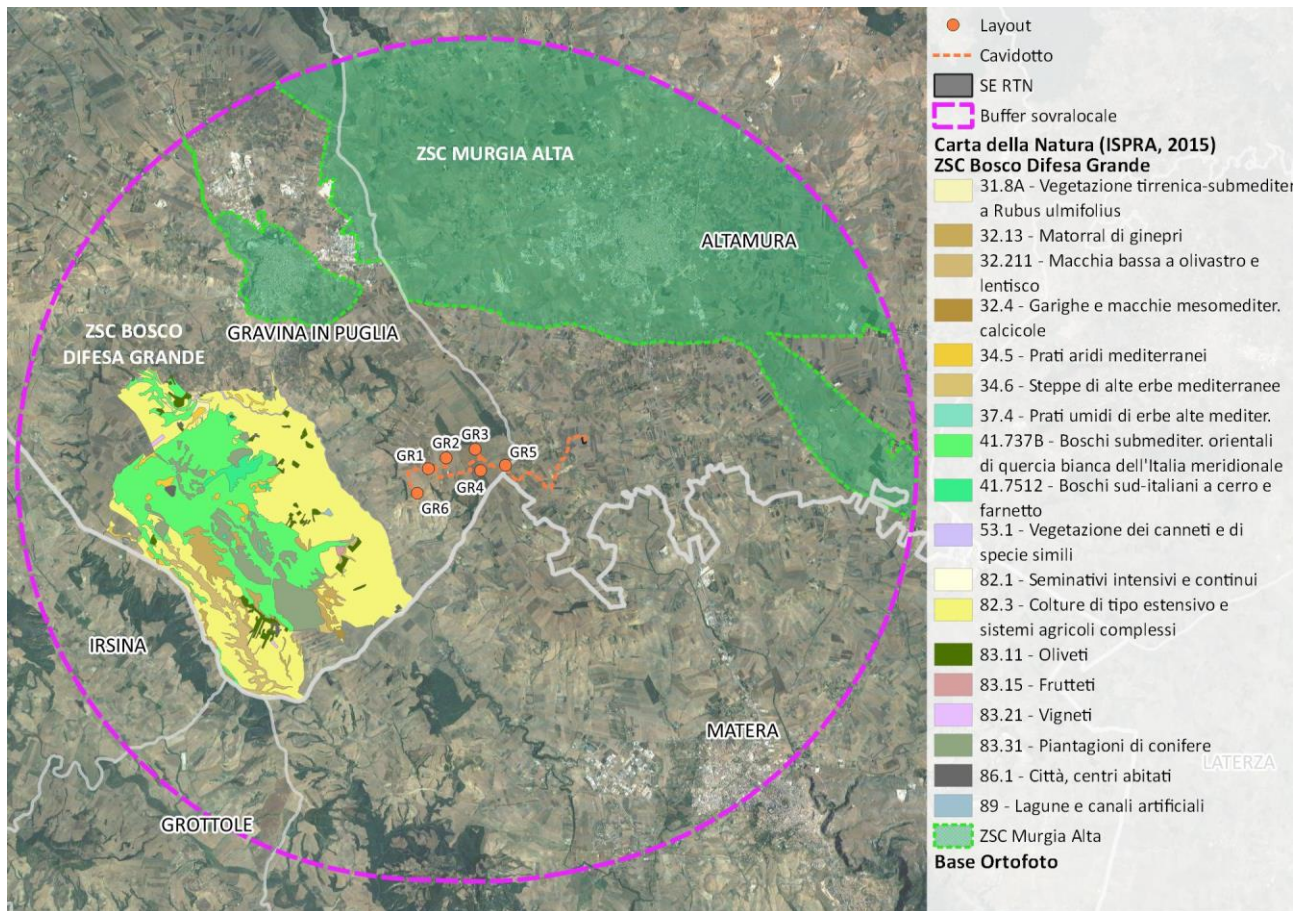 ZSC MURGIA ALTA
ALTAMURA
GRAVINA IN PUGLIA
ZSC BOSCO
DIFESA GRANDE
GR1
GR2
GR3
GR4
GR5
GR6
IRSINA
MATERA
GROTTOLE
LATERZA
Layout
Cavidotto
SE RTN
Buffer sovralocale
Carta della Natura (ISPRA, 2015)
ZSC Bosco Difesa Grande
31.8A - Vegetazione tirrenica-submediter
a Rubus ulmifolius
32.13 - Matorral di ginepri
32.211 - Macchia bassa a olivastro e
lentisco
32.4 - Garighe e macchie mesomediter.
calcicole
34.5 - Prati aridi mediterranei
34.6 - Steppe di alte erbe mediterranee
37.4 - Prati umidi di erbe alte mediter.
41.737B - Boschi submediter. orientali
di quercia bianca dell'Italia meridionale
41.7512 - Boschi sud-italiani a cerro e
farnetto
53.1 - Vegetazione dei canneti e di
specie simili
82.1 - Seminativi intensivi e continui
82.3 - Colture di tipo estensivo e
sistemi agricoli complessi
83.11 - Oliveti
83.15 - Frutteti
83.21 - Vigneti
83.31 - Piantagioni di conifere
86.1 - Città, centri abitati
89 - Lagune e canali artificiali
ZSC Murgia Alta
Base Ortofoto